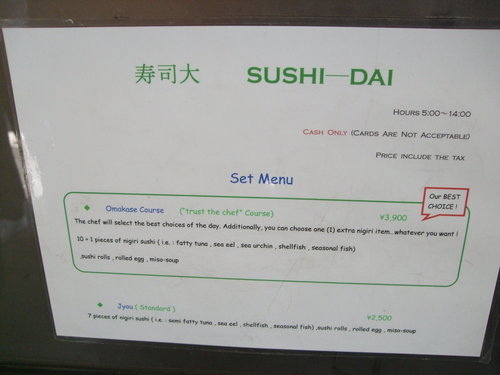 寿司大 SUSHI—DAI
HOURS 5:00～14:00
CASH ONLY (CARDS ARE NOT ACCEPTABLE)
PRICE INCLUDE THE TAX
Set Menu
Our BEST
CHOICE!
◆ Omakase Course ("trust the chef" Course) ¥3,900
The chef will select the best choices of the day. Additionally, you can choose one (1) extra nigiri item...whatever you want!
10 + 1 pieces of nigiri sushi ( i.e. : fatty tuna , sea eel , sea urchin , shellfish , seasonal fish)
,sushi rolls , rolled egg , miso-soup
◆ Jyou ( Standard ) ¥2,500
7 pieces of nigiri sushi ( i.e. : semi fatty tuna , sea eel , shellfish , seasonal fish) ,sushi rolls , rolled egg , miso-soup